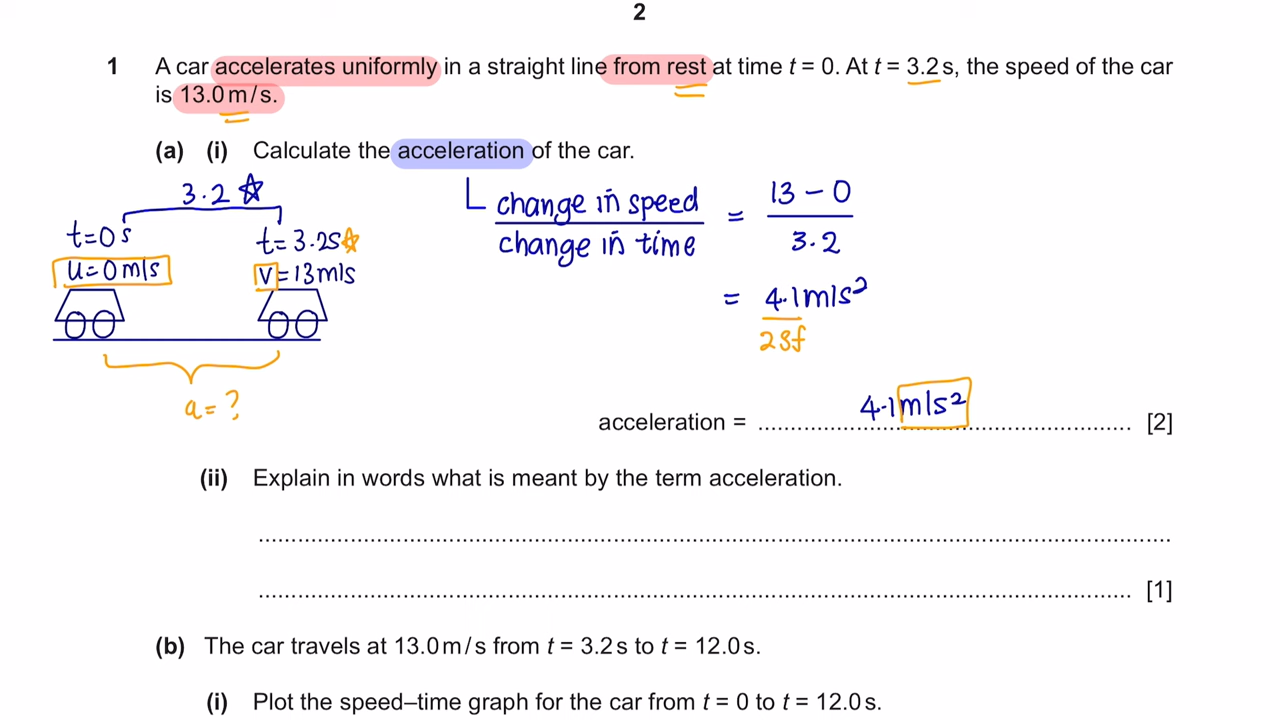 2
1 A car accelerates uniformly in a straight line from rest at time t = 0. At t = 3.2 s, the speed of the car
is 13.0 m/s.
(a) (i) Calculate the acceleration of the car.
3.2
t=0s
t=3.2s
u=0m/s
v=13m/s
a=?
change in speed = 13 - 0
change in time 3.2
= 4.1m/s²
2sf
acceleration = .......... 4.1m/s² .......... [2]
(ii) Explain in words what is meant by the term acceleration.
..........
.......... [1]
(b) The car travels at 13.0 m/s from t = 3.2 s to t = 12.0 s.
(i) Plot the speed–time graph for the car from t = 0 to t = 12.0 s.